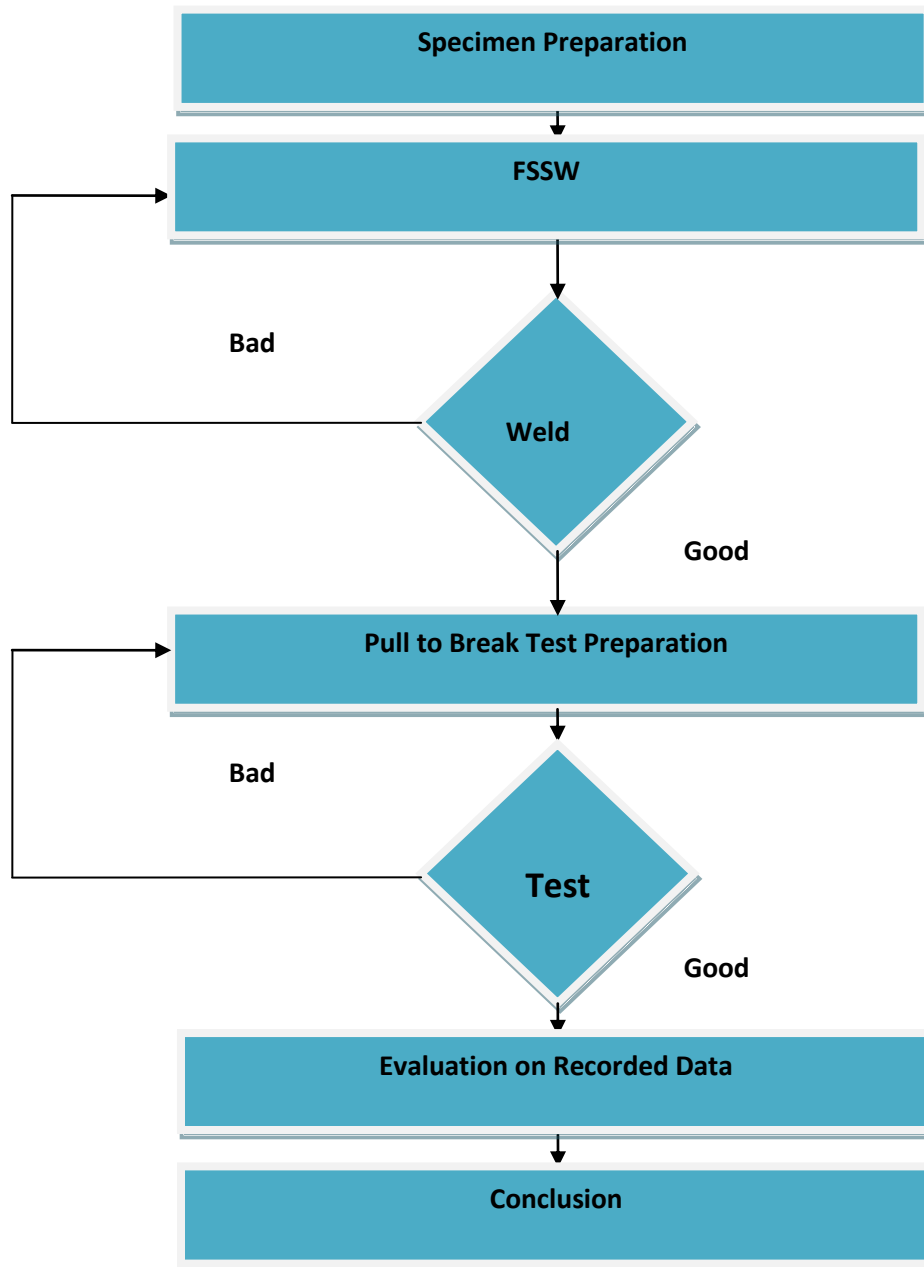 Specimen Preparation
FSSW
Bad
Weld
Good
Pull to Break Test Preparation
Bad
Test
Good
Evaluation on Recorded Data
Conclusion